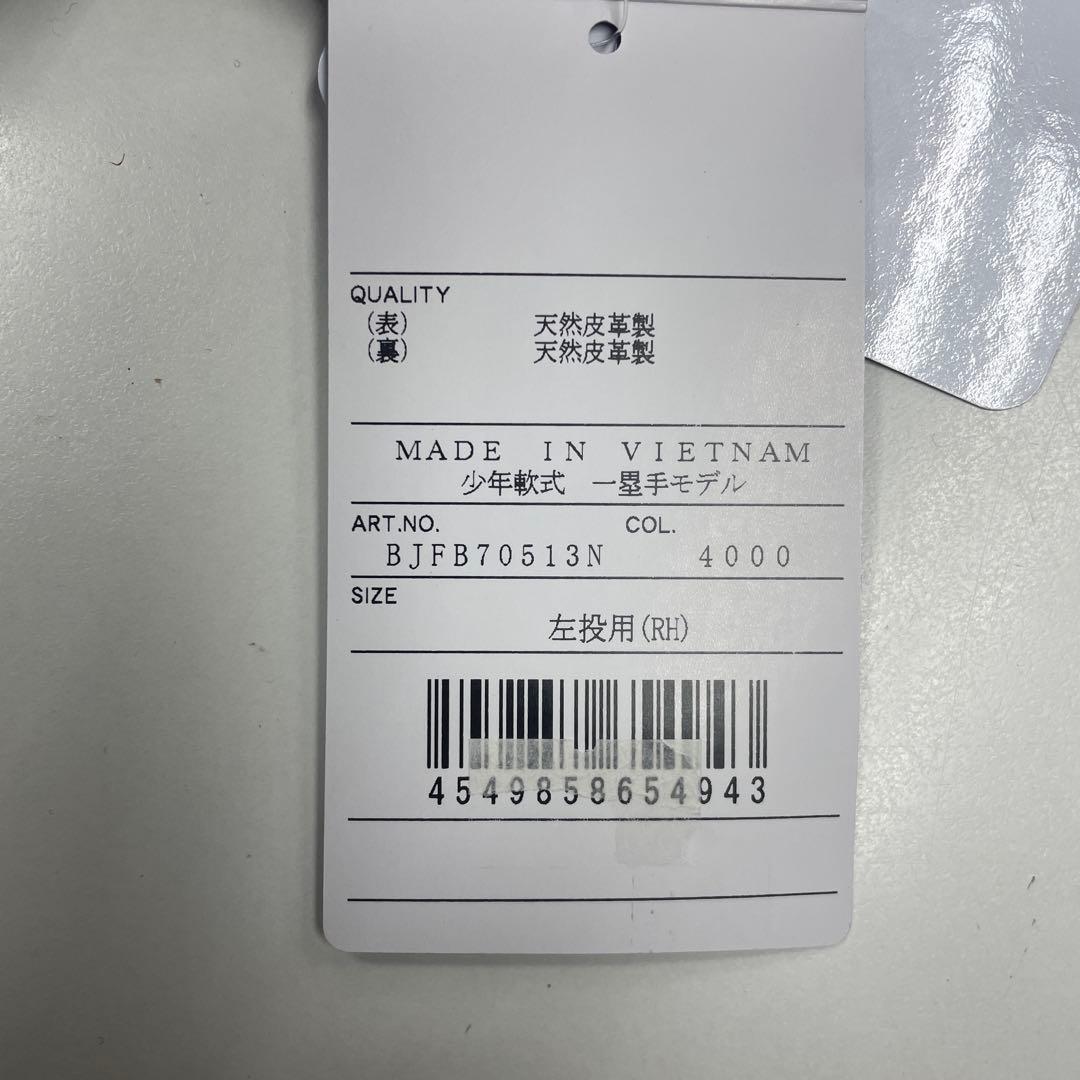 QUALITY
(表) 天然皮革製
(裏) 天然皮革製
MADE IN VIETNAM
少年軟式 一塁手モデル
ART.NO. COL.
BJFB70513N 4000
SIZE
左投用(RH)
4549858654943